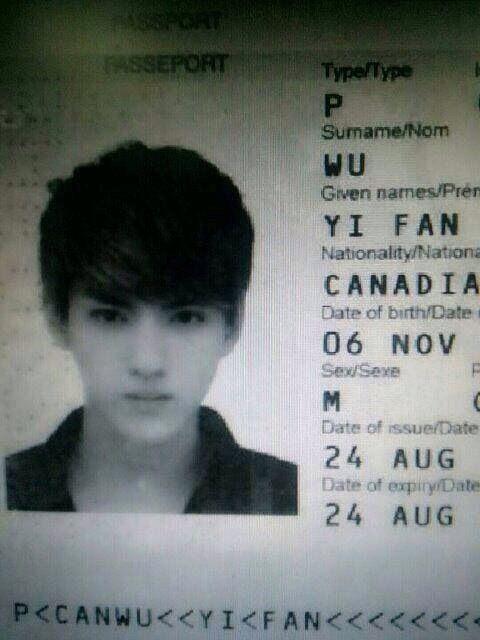 PASSPORT
PASSEPORT
Type/Type
P
Surname/Nom
WU
Given names/Prén
YI FAN
Nationality/Nationa
CANADIA
Date of birth/Date
06 NOV
Sex/Sexe P
M
Date of issue/Date
24 AUG
Date of expiry/Date
24 AUG
P<CANWU<<YI<FAN<<<<<<<<